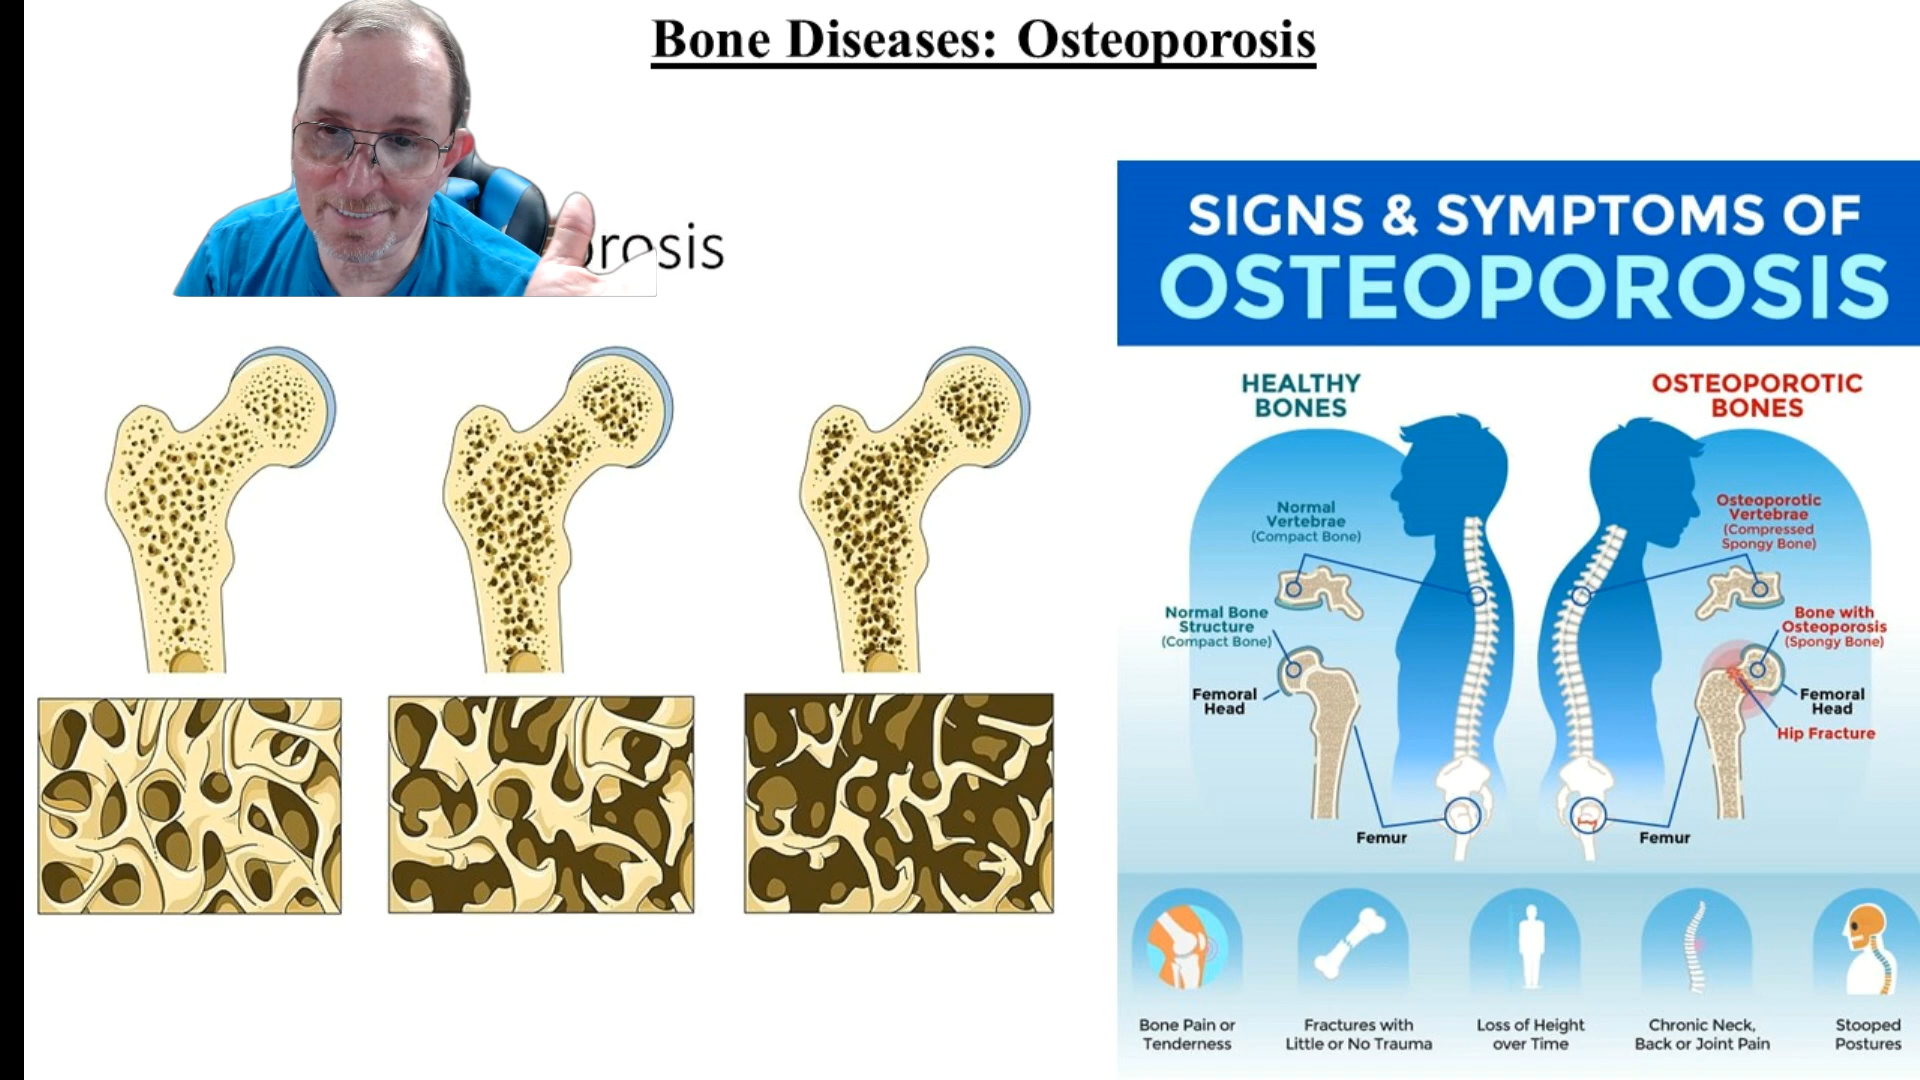 Bone Diseases: Osteoporosis
orosis
SIGNS & SYMPTOMS OF
OSTEOPOROSIS
HEALTHY
BONES
OSTEOPOROTIC
BONES
Normal
Vertebrae
(Compact Bone)
Osteoporotic
Vertebrae
(Compressed
Spongy Bone)
Normal Bone
Structure
(Compact Bone)
Bone with
Osteoporosis
(Spongy Bone)
Femoral
Head
Femoral
Head
Hip Fracture
Femur
Femur
Bone Pain or
Tenderness
Fractures with
Little or No Trauma
Loss of Height
over Time
Chronic Neck,
Back or Joint Pain
Stooped
Postures